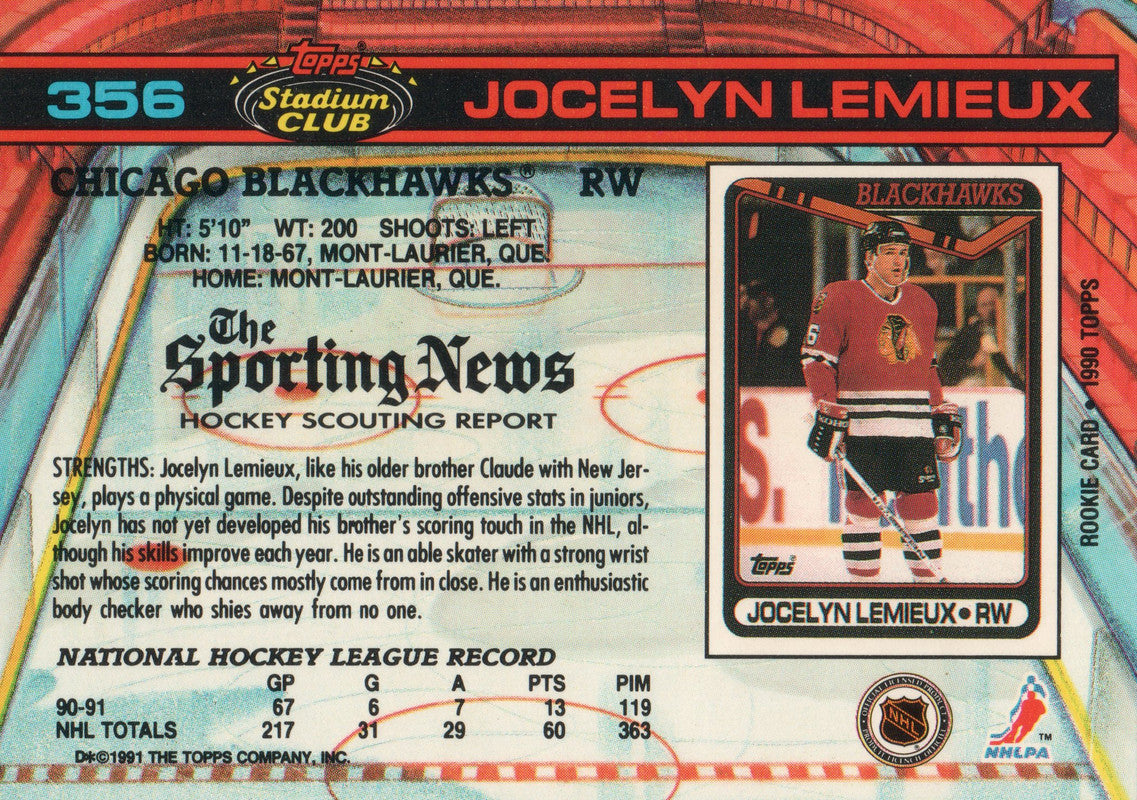 356
Topps
Stadium
CLUB
JOCELYN LEMIEUX
CHICAGO BLACKHAWKS® RW
HT: 5'10" WT: 200 SHOOTS: LEFT
BORN: 11-18-67, MONT-LAURIER, QUE.
HOME: MONT-LAURIER, QUE.
The
Sporting News
HOCKEY SCOUTING REPORT
STRENGTHS: Jocelyn Lemieux, like his older brother Claude with New Jer-
sey, plays a physical game. Despite outstanding offensive stats in juniors,
Jocelyn has not yet developed his brother's scoring touch in the NHL, al-
though his skills improve each year. He is an able skater with a strong wrist
shot whose scoring chances mostly come from in close. He is an enthusiastic
body checker who shies away from no one.
NATIONAL HOCKEY LEAGUE RECORD
GP G A PTS PIM
90-91 67 6 7 13 119
NHL TOTALS 217 31 29 60 363
D*©1991 THE TOPPS COMPANY, INC.
BLACKHAWKS
6
S.
the
Topps®
JOCELYN LEMIEUX•RW
ROOKIE CARD • 1990 TOPPS
OFFICIAL LICENSED PRODUCT
NHL
NHLPA ™